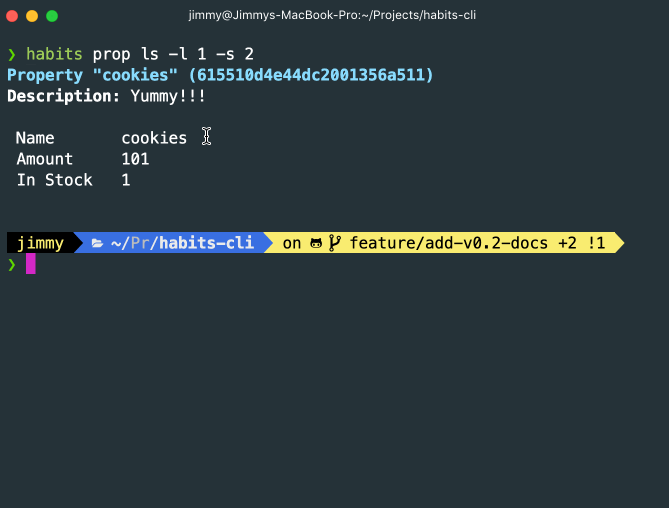 jimmy@Jimmys-MacBook-Pro:~/Projects/habits-cli
❯ habits prop ls -l 1 -s 2
Property "cookies" (615510d4e44dc2001356a511)
Description: Yummy!!!
Name cookies
Amount 101
In Stock 1
jimmy ~/Pr/habits-cli on feature/add-v0.2-docs +2 !1
❯